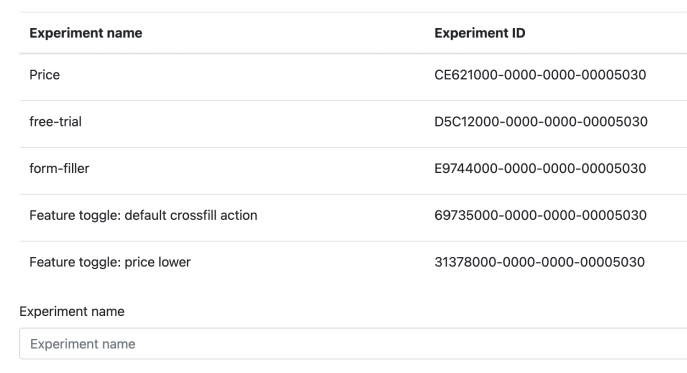 Experiment name Experiment ID
Price CE621000-0000-0000-00005030
free-trial D5C12000-0000-0000-00005030
form-filler E9744000-0000-0000-00005030
Feature toggle: default crossfill action 69735000-0000-0000-00005030
Feature toggle: price lower 31378000-0000-0000-00005030
Experiment name
Experiment name